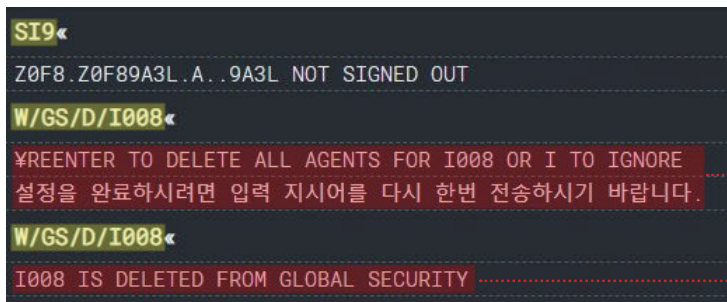 SI9«
Z0F8.Z0F89A3L.A..9A3L NOT SIGNED OUT
W/GS/D/I008«
¥REENTER TO DELETE ALL AGENTS FOR I008 OR I TO IGNORE
설정을 완료하시려면 입력 지시어를 다시 한번 전송하시기 바랍니다.
W/GS/D/I008«
I008 IS DELETED FROM GLOBAL SECURITY